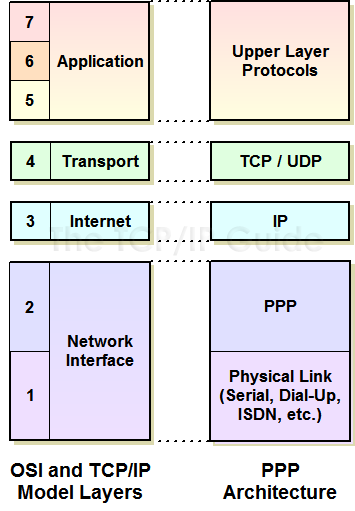 7
6
5
Application
Upper Layer
Protocols
4
Transport
TCP / UDP
3
Internet
IP
The TCP/IP Guide
2
1
Network
Interface
PPP
Physical Link
(Serial, Dial-Up,
ISDN, etc.)
OSI and TCP/IP
Model Layers
PPP
Architecture